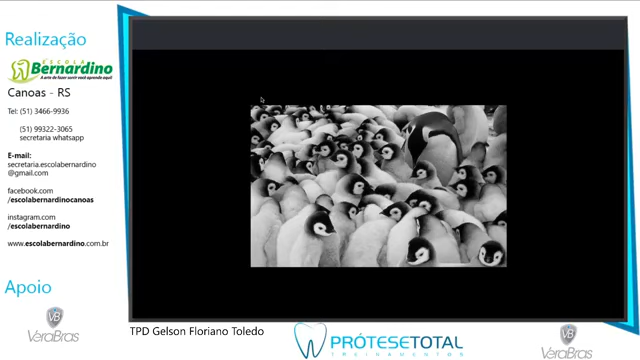 Realização
ESCOLA
Bernardino
A arte de fazer sorrir você aprende aqui!
Canoas - RS
Tel: (51) 3466-9936
(51) 99322-3065
secretaria whatsapp
E-mail:
secretaria.escolabernardino
@gmail.com
facebook.com
/escolabernardinocanoas
instagram.com
/escolabernardino
www.escolabernardino.com.br
Apoio
VB
VeraBras
TPD Gelson Floriano Toledo
PRÓTESETOTAL
TREINAMENTOS
VB
VeraBras